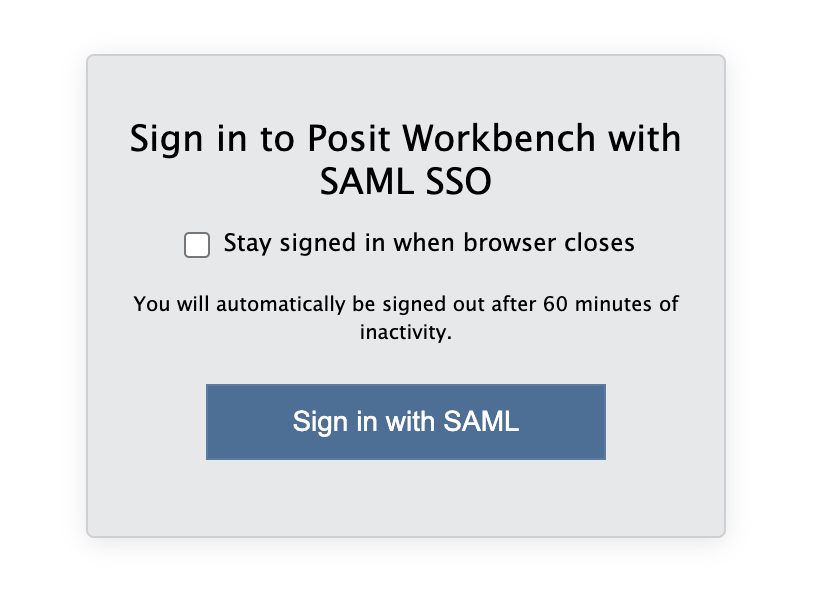 Sign in to Posit Workbench with
SAML SSO
Stay signed in when browser closes
You will automatically be signed out after 60 minutes of
inactivity.
Sign in with SAML